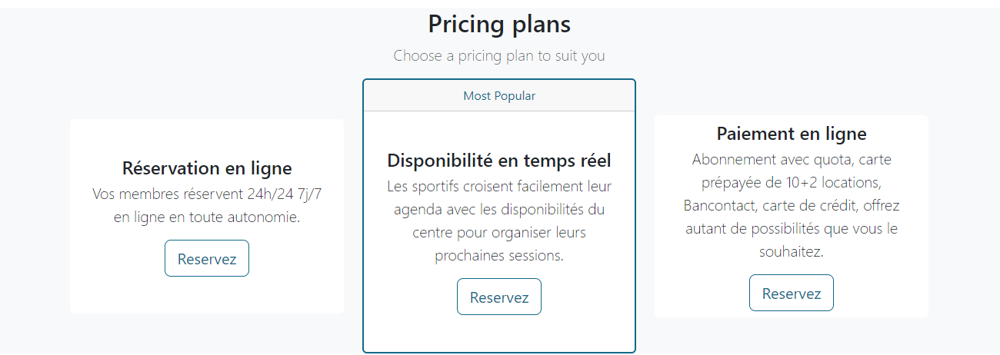 Pricing plans
Choose a pricing plan to suit you
Réservation en ligne
Vos membres réservent 24h/24 7j/7
en ligne en toute autonomie.
Reservez
Most Popular
Disponibilité en temps réel
Les sportifs croisent facilement leur
agenda avec les disponibilités du
centre pour organiser leurs
prochaines sessions.
Reservez
Paiement en ligne
Abonnement avec quota, carte
prépayée de 10+2 locations,
Bancontact, carte de crédit, offrez
autant de possibilités que vous le
souhaitez.
Reservez